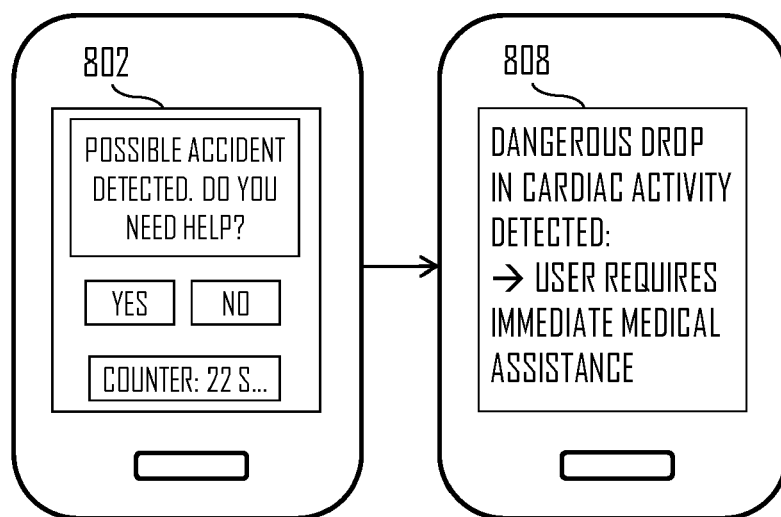 802
POSSIBLE ACCIDENT
DETECTED. DO YOU
NEED HELP?
YES
NO
COUNTER: 22 S...
808
DANGEROUS DROP
IN CARDIAC ACTIVITY
DETECTED:
→ USER REQUIRES
IMMEDIATE MEDICAL
ASSISTANCE